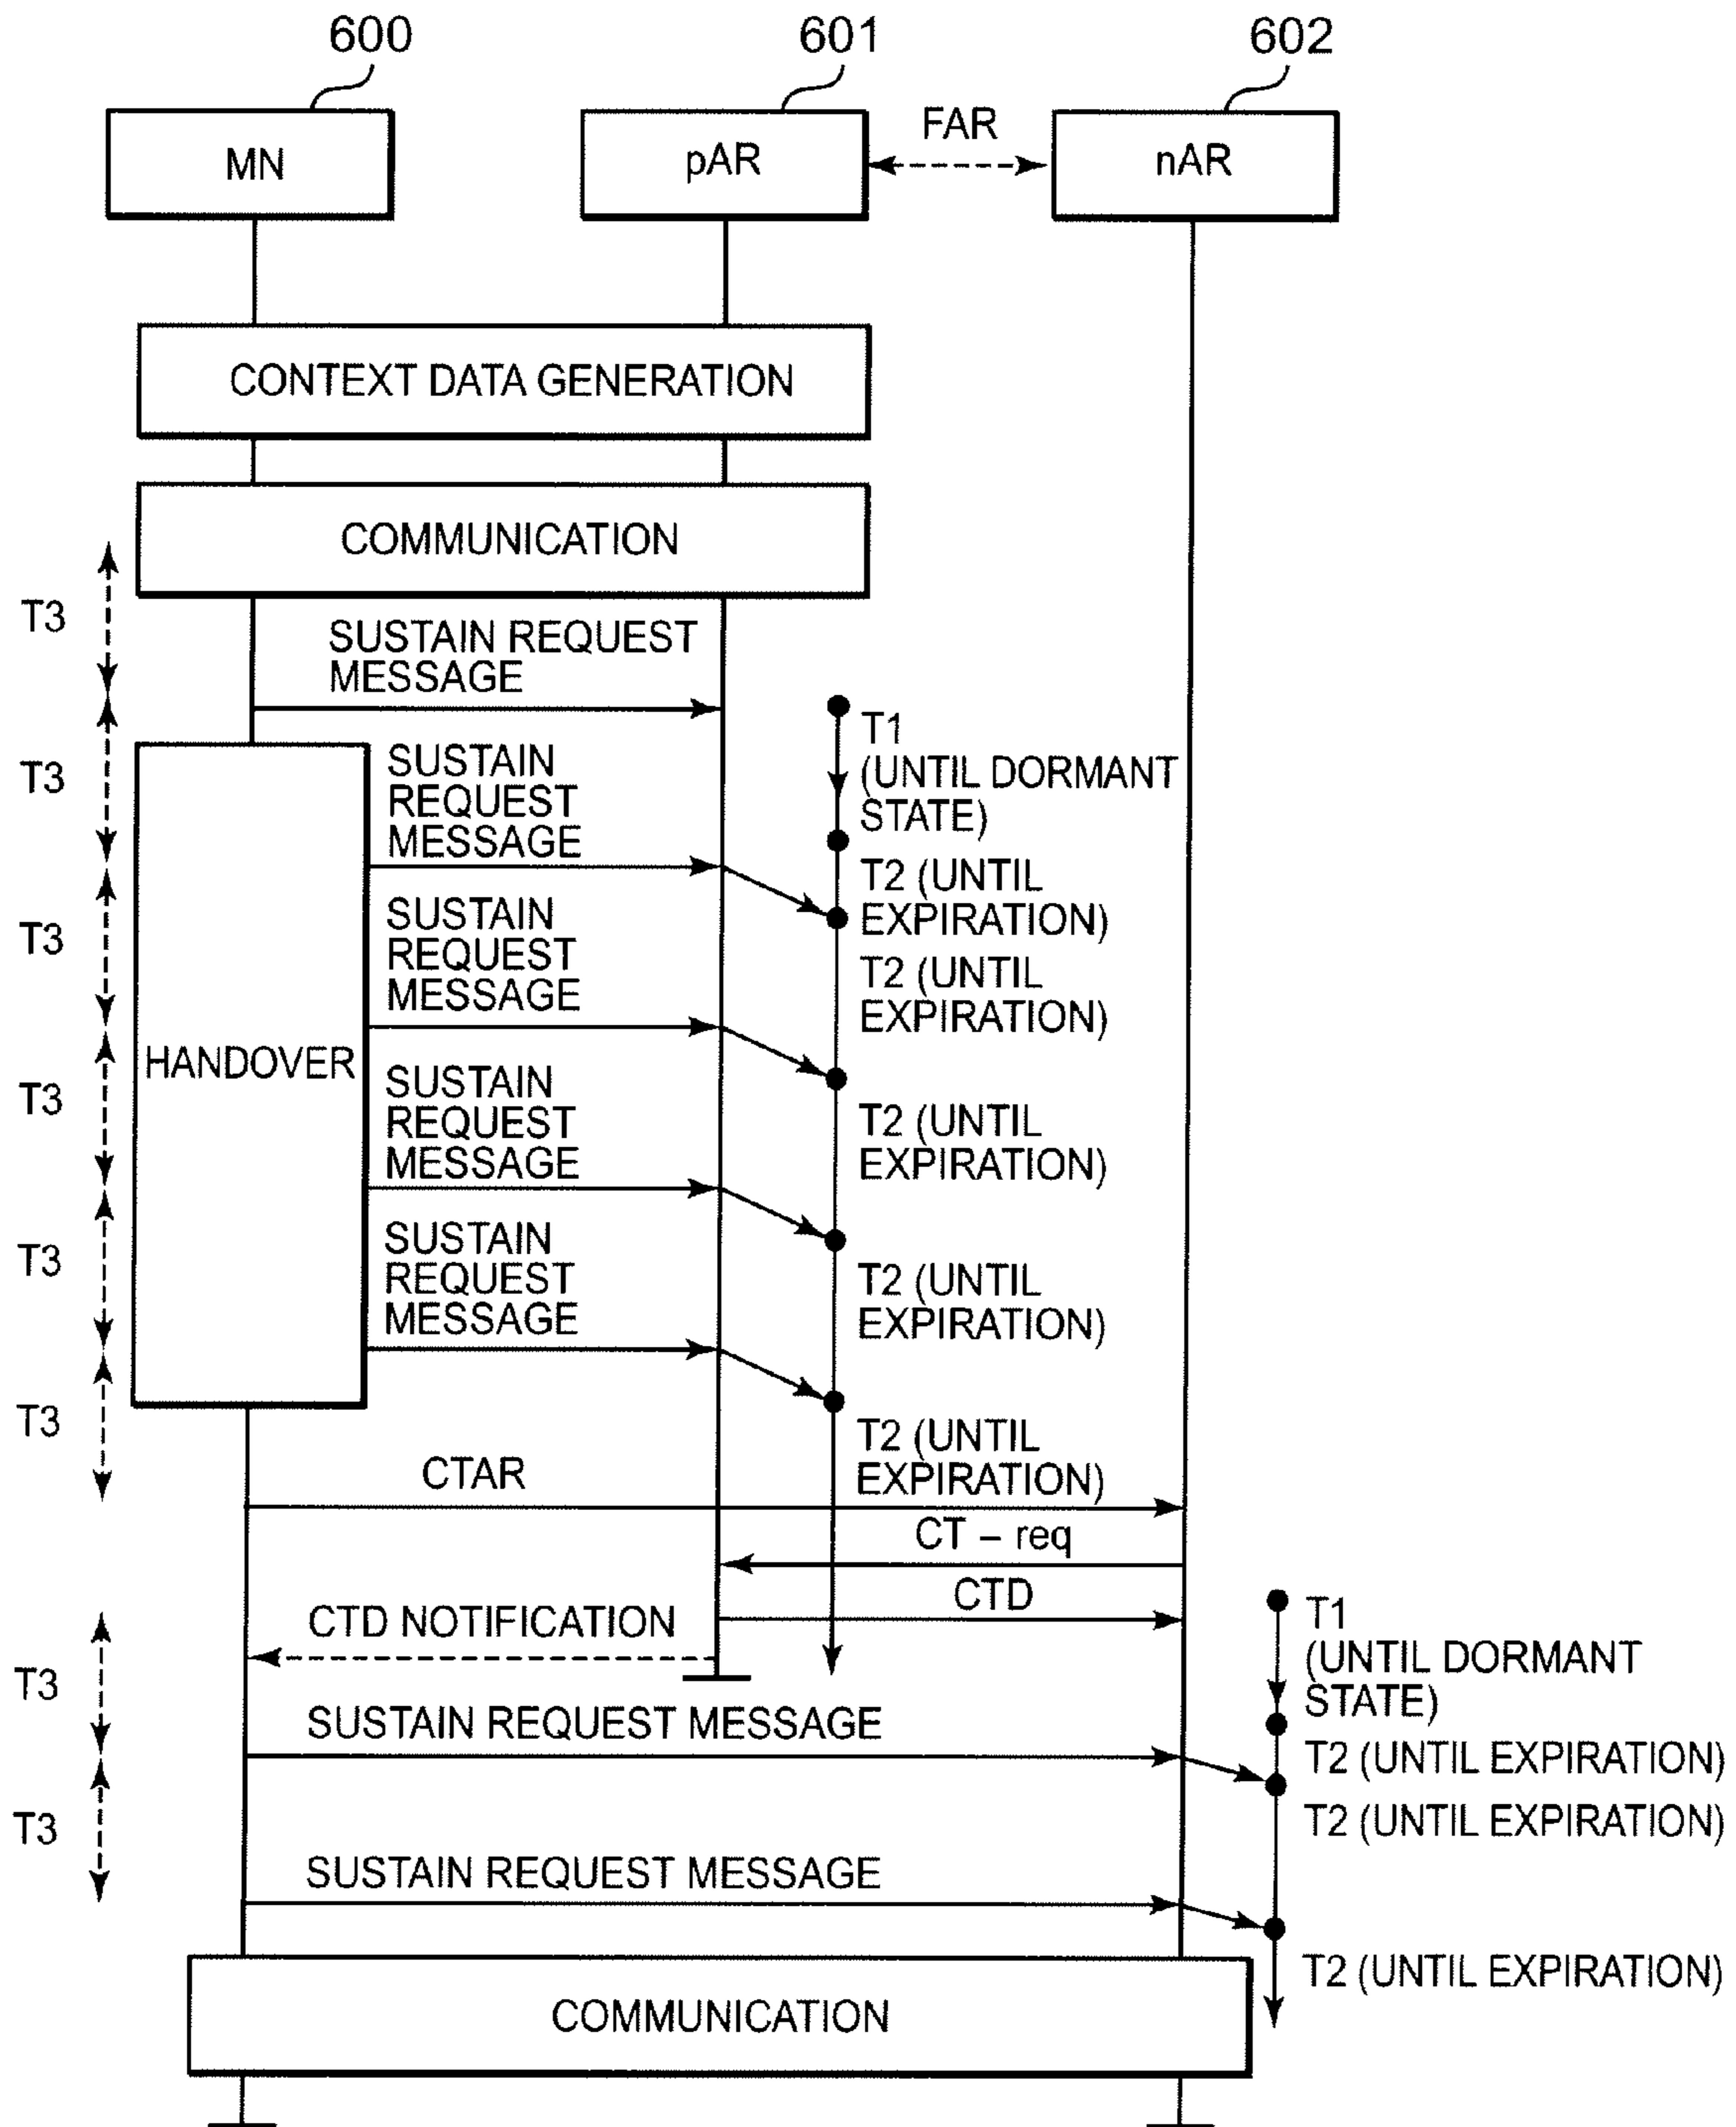 600
601
602
MN
pAR
FAR
nAR
CONTEXT DATA GENERATION
COMMUNICATION
T3
SUSTAIN REQUEST
MESSAGE
T3
SUSTAIN
REQUEST
MESSAGE
T1
(UNTIL DORMANT
STATE)
T2 (UNTIL
EXPIRATION)
T3
SUSTAIN
REQUEST
MESSAGE
T2 (UNTIL
EXPIRATION)
HANDOVER
T3
SUSTAIN
REQUEST
MESSAGE
T2 (UNTIL
EXPIRATION)
T3
SUSTAIN
REQUEST
MESSAGE
T2 (UNTIL
EXPIRATION)
T3
T2 (UNTIL
EXPIRATION)
CTAR
CT – req
CTD
CTD NOTIFICATION
T1
(UNTIL DORMANT
STATE)
T3
SUSTAIN REQUEST MESSAGE
T2 (UNTIL EXPIRATION)
T3
T2 (UNTIL EXPIRATION)
SUSTAIN REQUEST MESSAGE
T2 (UNTIL EXPIRATION)
COMMUNICATION